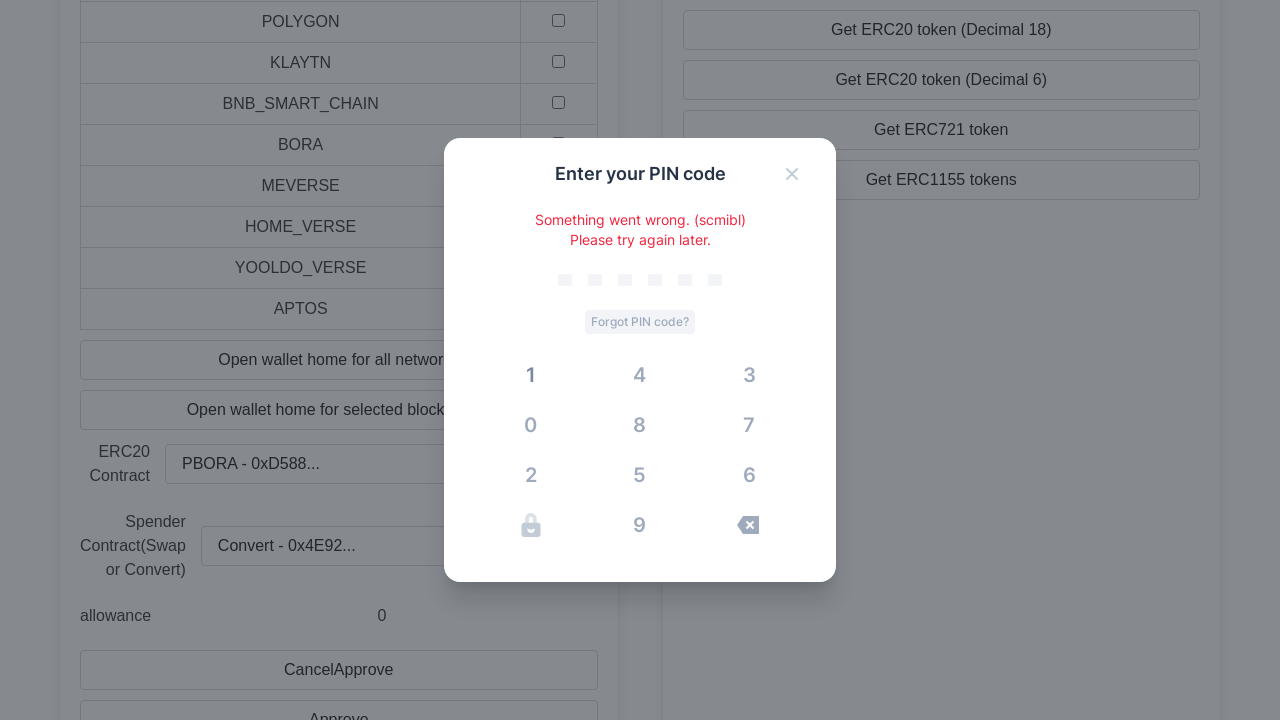 POLYGON
KLAYTN
BNB_SMART_CHAIN
BORA
MEVERSE
HOME_VERSE
YOOLDO_VERSE
APTOS
Open wallet home for all networ
Open wallet home for selected block
ERC20
Contract
PBORA - 0xD588...
Spender
Contract(Swap
or Convert)
Convert - 0x4E92...
allowance
0
CancelApprove
Approve
Get ERC20 token (Decimal 18)
Get ERC20 token (Decimal 6)
Get ERC721 token
Get ERC1155 tokens
Enter your PIN code
Something went wrong. (scmibl)
Please try again later.
Forgot PIN code?
1 4 3
0 8 7
2 5 6
9